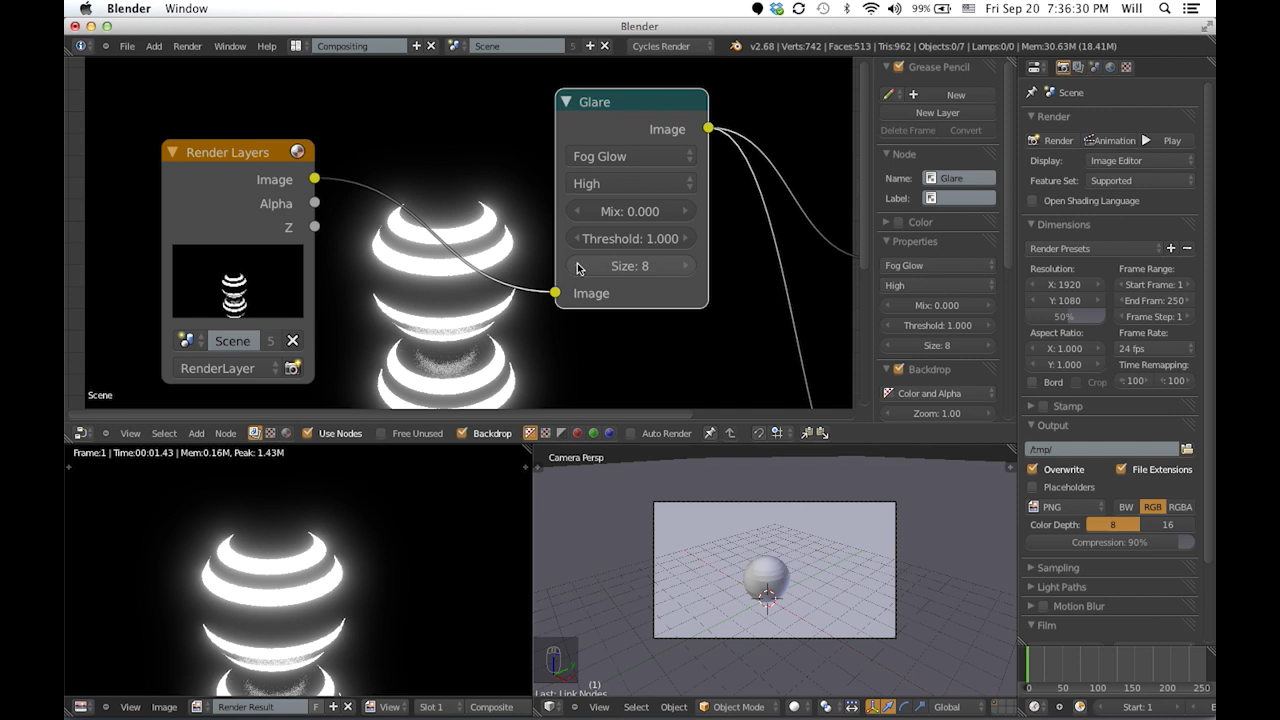 Blender Window 99% Fri Sep 20 7:36:30 PM Will
Blender
File Add Render Window Help Compositing Scene 5 Cycles Render v2.68 | Verts:742 | Faces:513 | Tris:962 | Objects:0/7 | Lamps:0/0 | Mem:30.63M (18.41M)
Render Layers
Image
Alpha
Z
Scene 5
RenderLayer
Scene
Glare
Image
Fog Glow
High
Mix: 0.000
Threshold: 1.000
Size: 8
Image
Grease Pencil
New
New Layer
Delete Frame Convert
Node
Name: Glare
Label:
Color
Properties
Fog Glow
High
Mix: 0.000
Threshold: 1.000
Size: 8
Backdrop
Color and Alpha
Zoom: 1.00
View Select Add Node Use Nodes Free Unused Backdrop Auto Render
Frame:1 | Time:00:01.43 | Mem:0.16M, Peak: 1.43M
View Image Render Result F View Slot 1 Composite
Camera Persp
(1)
Last: Link Nodes
View Select Object Object Mode Global
Scene
Render
Render Animation Play
Display: Image Editor
Feature Set: Supported
Open Shading Language
Dimensions
Render Presets
Resolution: Frame Range:
X: 1920 Start Frame: 1
Y: 1080 End Fram: 250
50% Frame Step: 1
Aspect Ratio: Frame Rate:
X: 1.000 24 fps
Y: 1.000 Time Remapping:
Bord Crop :100 :100
Stamp
Output
/tmp/
Overwrite File Extensions
Placeholders
PNG BW RGB RGBA
Color Depth: 8 16
Compression: 90%
Sampling
Light Paths
Motion Blur
Film
0 50 100 150 200 250
Start: 1